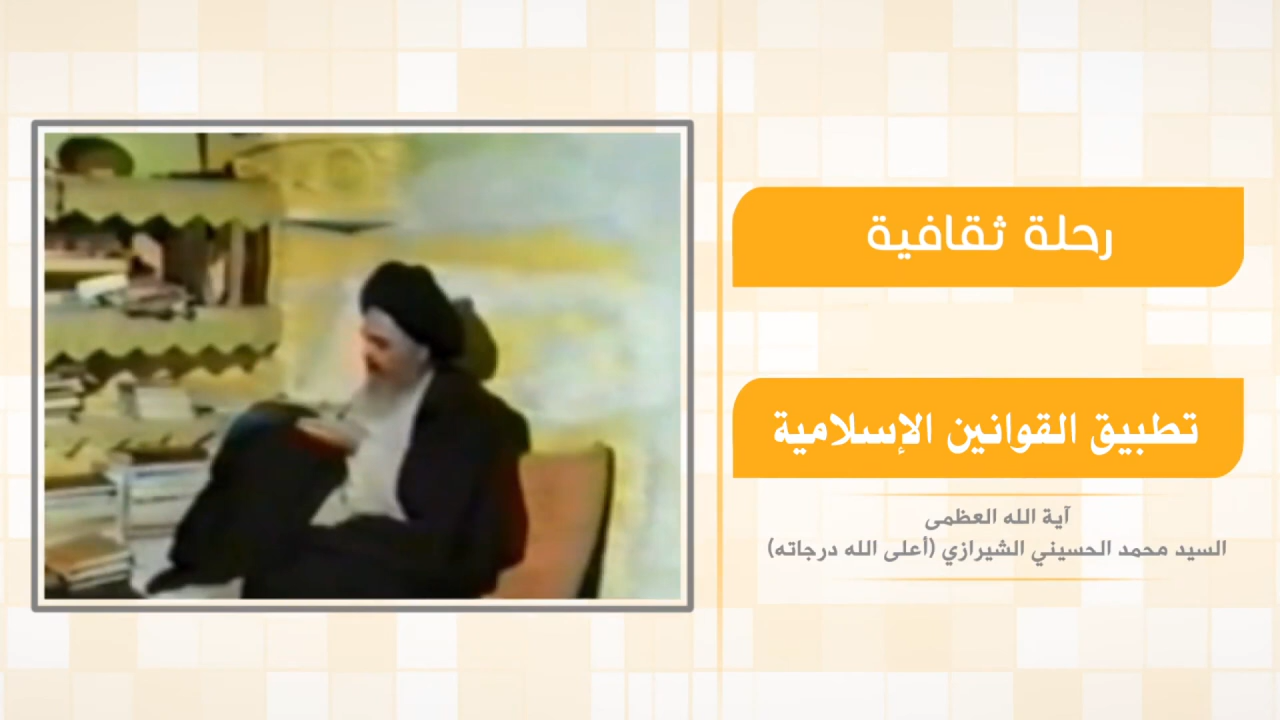 رحلة ثقافية
تطبيق القوانين الإسلامية
آية الله العظمى
السيد محمد الحسيني الشيرازي (أعلى الله درجاته)